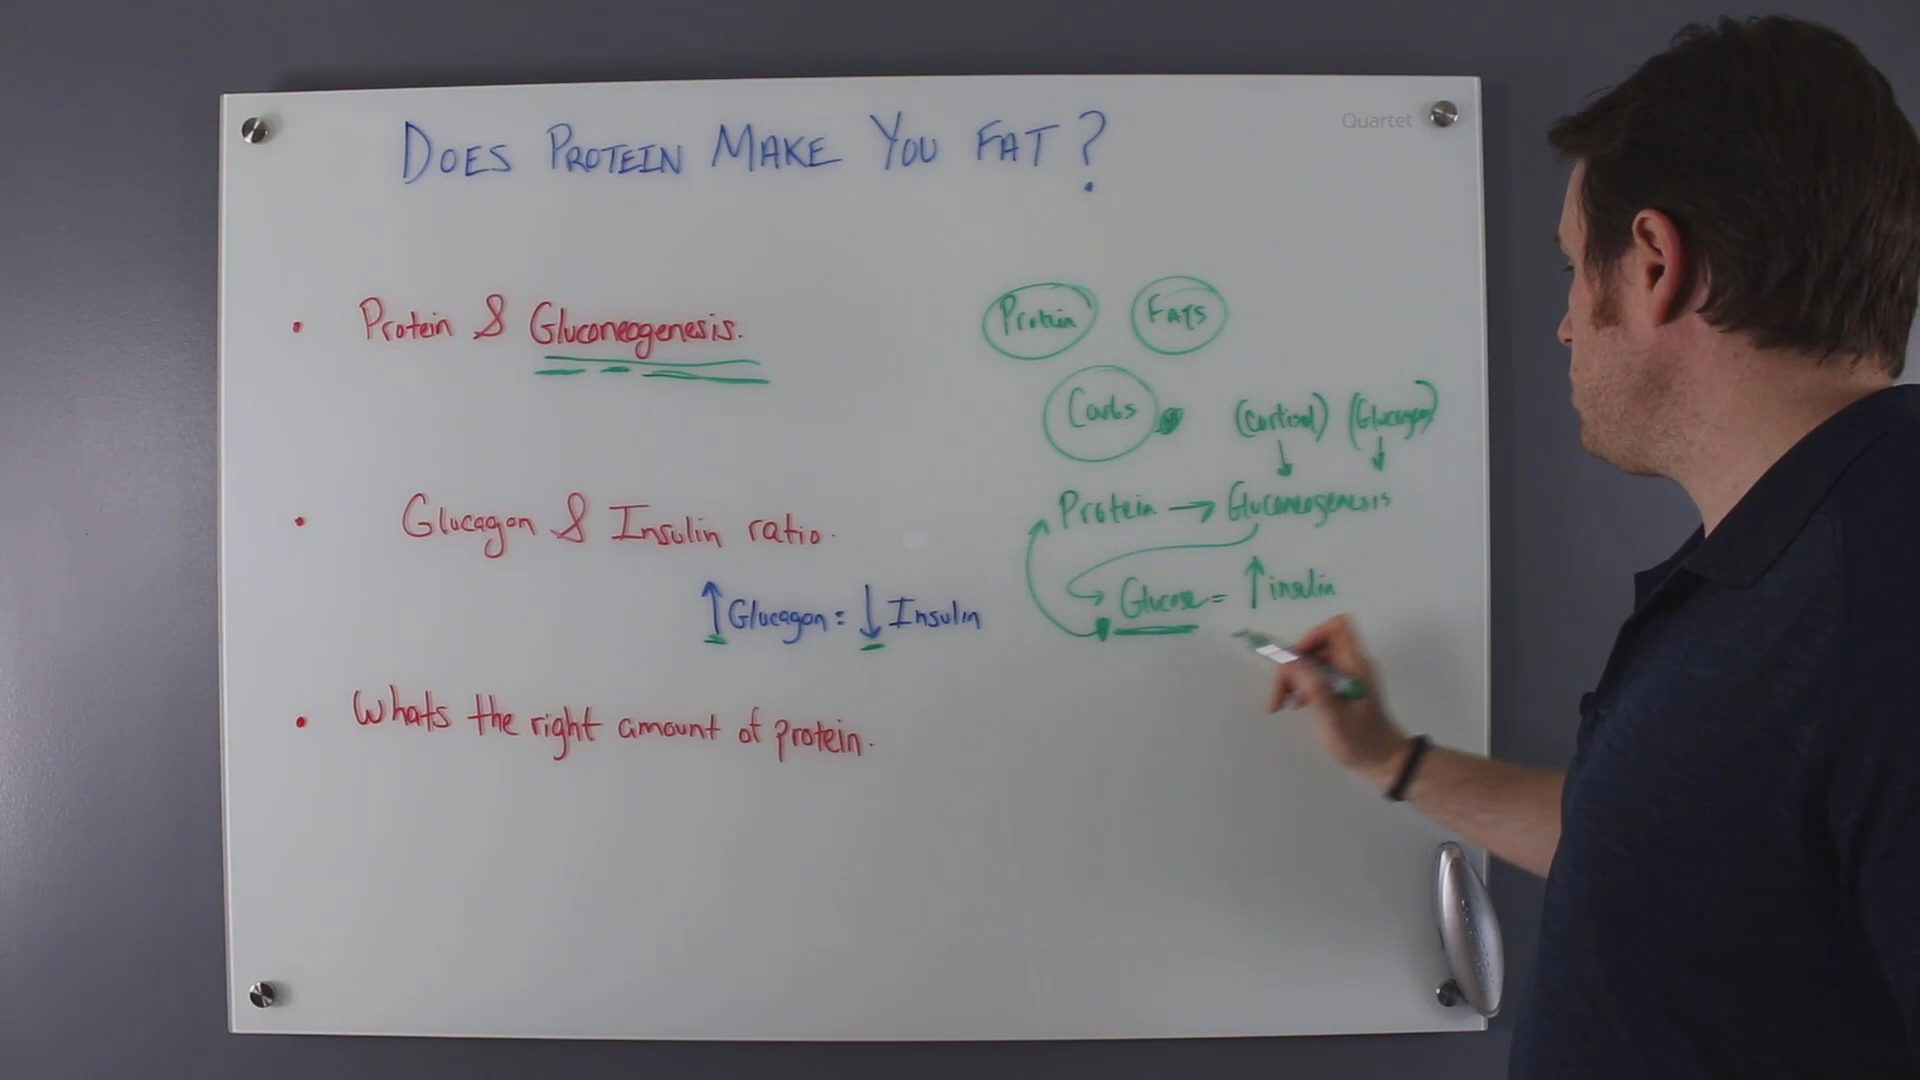 Quartet
DOES PROTEIN MAKE YOU FAT?
• Protein & Gluconeogenesis.
Protein FATS
Carbs
(Cortisol) (Glucagon)
↓ ↓
Protein → Gluconeogenesis
Glucose = ↑ insulin
• Glucagon & Insulin ratio.
↑ Glucagon = ↓ Insulin
• Whats the right amount of protein.